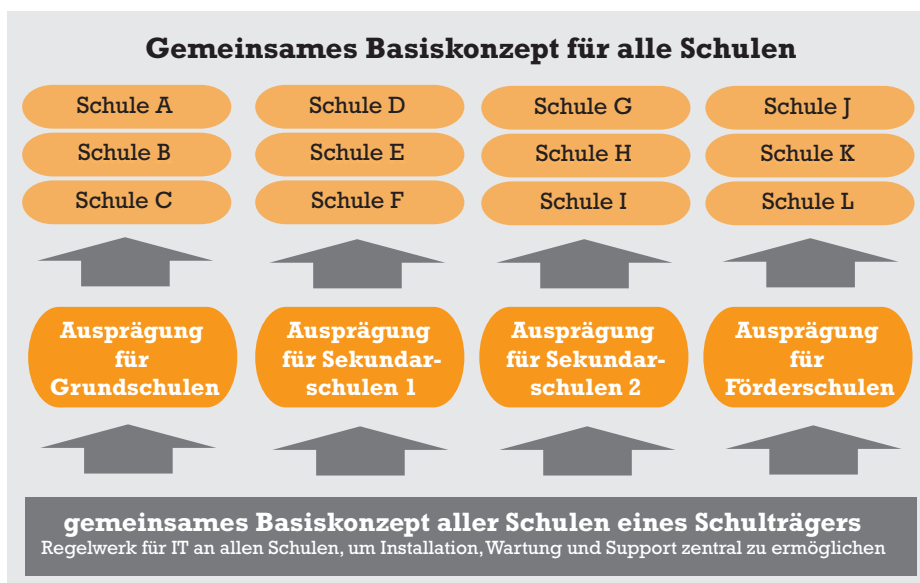 Gemeinsames Basiskonzept für alle Schulen
Schule A
Schule B
Schule C
Schule D
Schule E
Schule F
Schule G
Schule H
Schule I
Schule J
Schule K
Schule L
Ausprägung
für
Grundschulen
Ausprägung
für Sekundar-
schulen 1
Ausprägung
für Sekundar-
schulen 2
Ausprägung
für
Förderschulen
gemeinsames Basiskonzept aller Schulen eines Schulträgers
Regelwerk für IT an allen Schulen, um Installation, Wartung und Support zentral zu ermöglichen